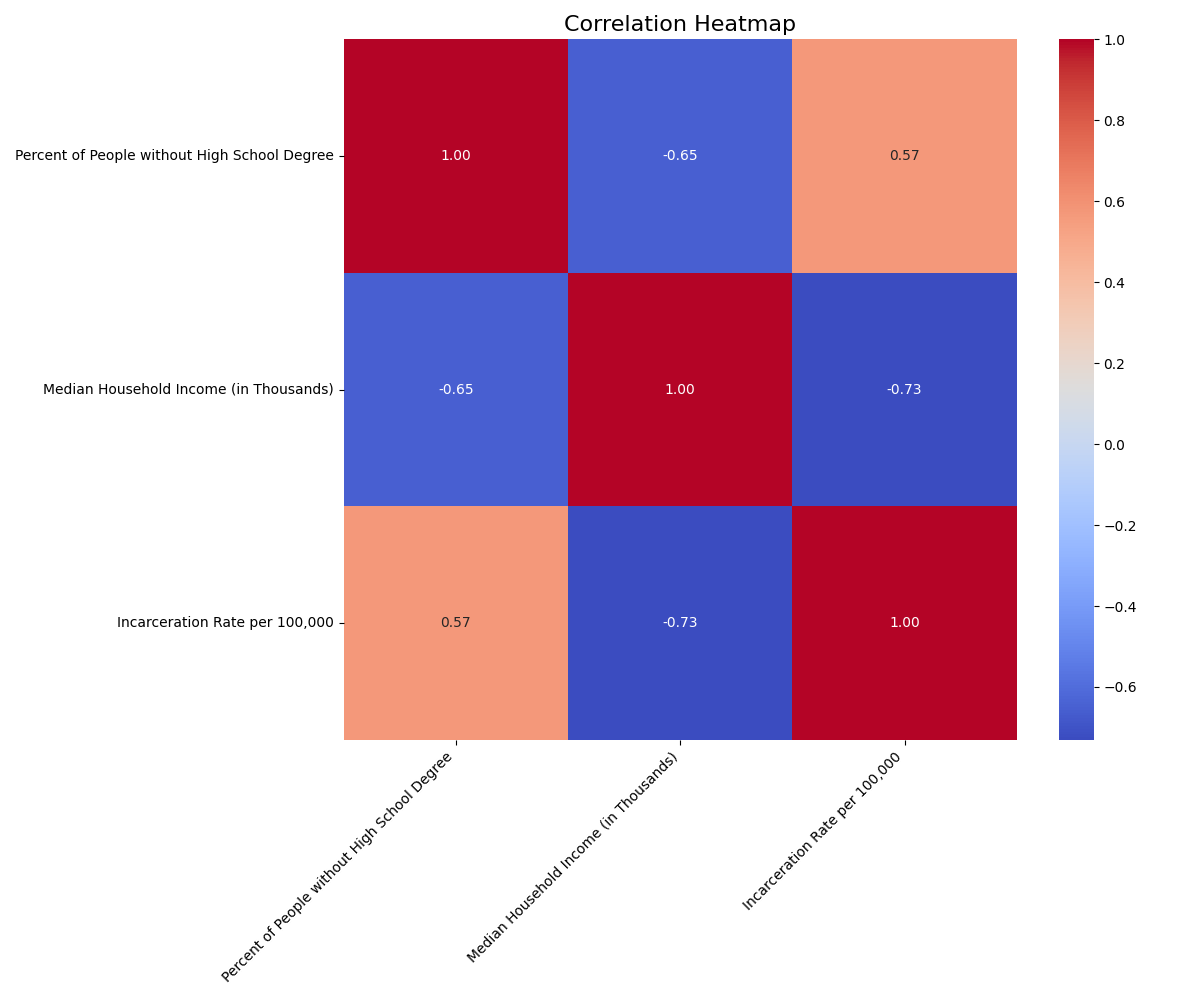 Correlation Heatmap
Percent of People without High School Degree
1.00
-0.65
0.57
Median Household Income (in Thousands)
-0.65
1.00
-0.73
Incarceration Rate per 100,000
0.57
-0.73
1.00
Percent of People without High School Degree
Median Household Income (in Thousands)
Incarceration Rate per 100,000
1.0
0.8
0.6
0.4
0.2
0.0
−0.2
−0.4
−0.6